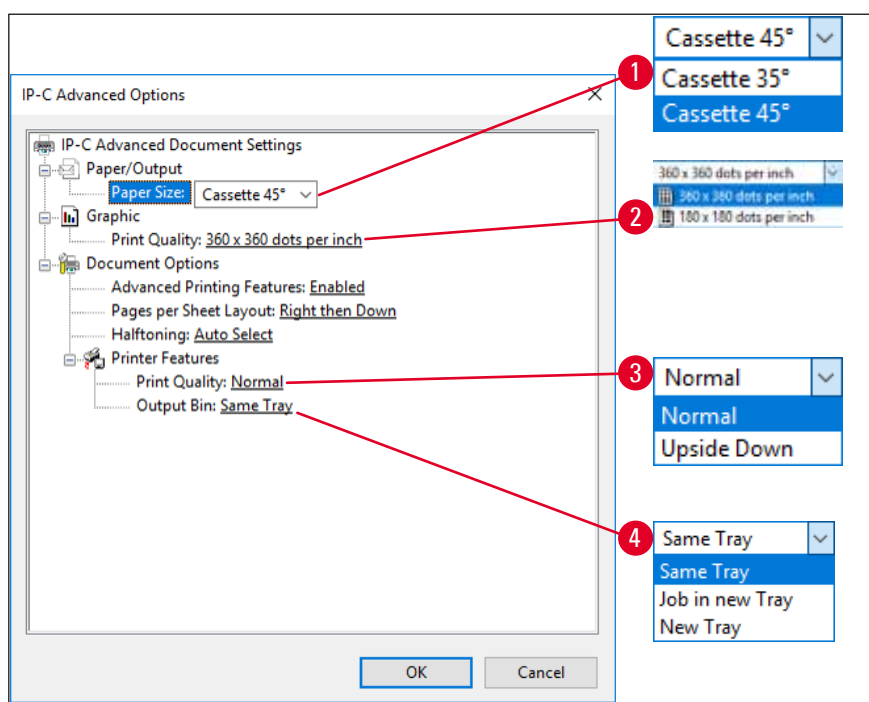 IP-C Advanced Options
IP-C Advanced Document Settings
Paper/Output
Paper Size: Cassette 45°
Graphic
Print Quality: 360 x 360 dots per inch
Document Options
Advanced Printing Features: Enabled
Pages per Sheet Layout: Right then Down
Halftoning: Auto Select
Printer Features
Print Quality: Normal
Output Bin: Same Tray
OK Cancel
1
Cassette 45°
Cassette 35°
Cassette 45°
2
360 x 360 dots per inch
360 x 360 dots per inch
180 x 180 dots per inch
3
Normal
Normal
Upside Down
4
Same Tray
Same Tray
Job in new Tray
New Tray